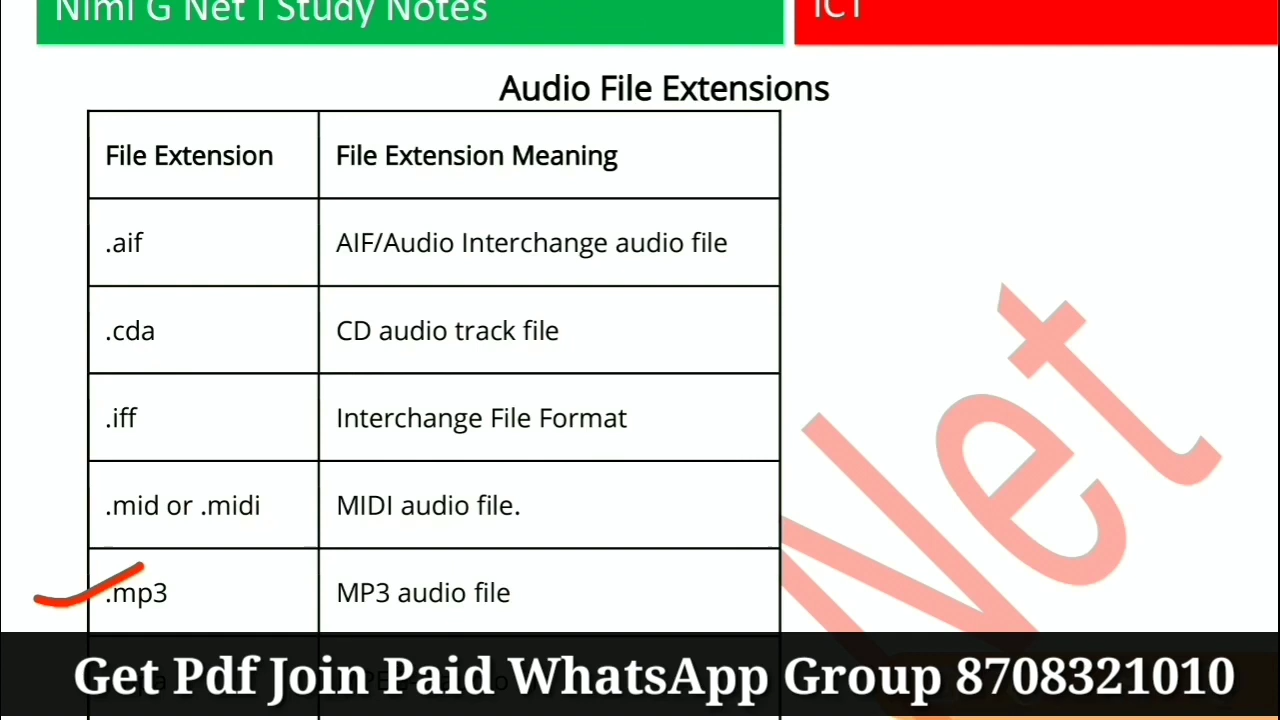 Nimi G Net I Study Notes
ICT
Audio File Extensions
File Extension
File Extension Meaning
.aif
AIF/Audio Interchange audio file
.cda
CD audio track file
.iff
Interchange File Format
.mid or .midi
MIDI audio file.
.mp3
MP3 audio file
Net
Get Pdf Join Paid WhatsApp Group 8708321010